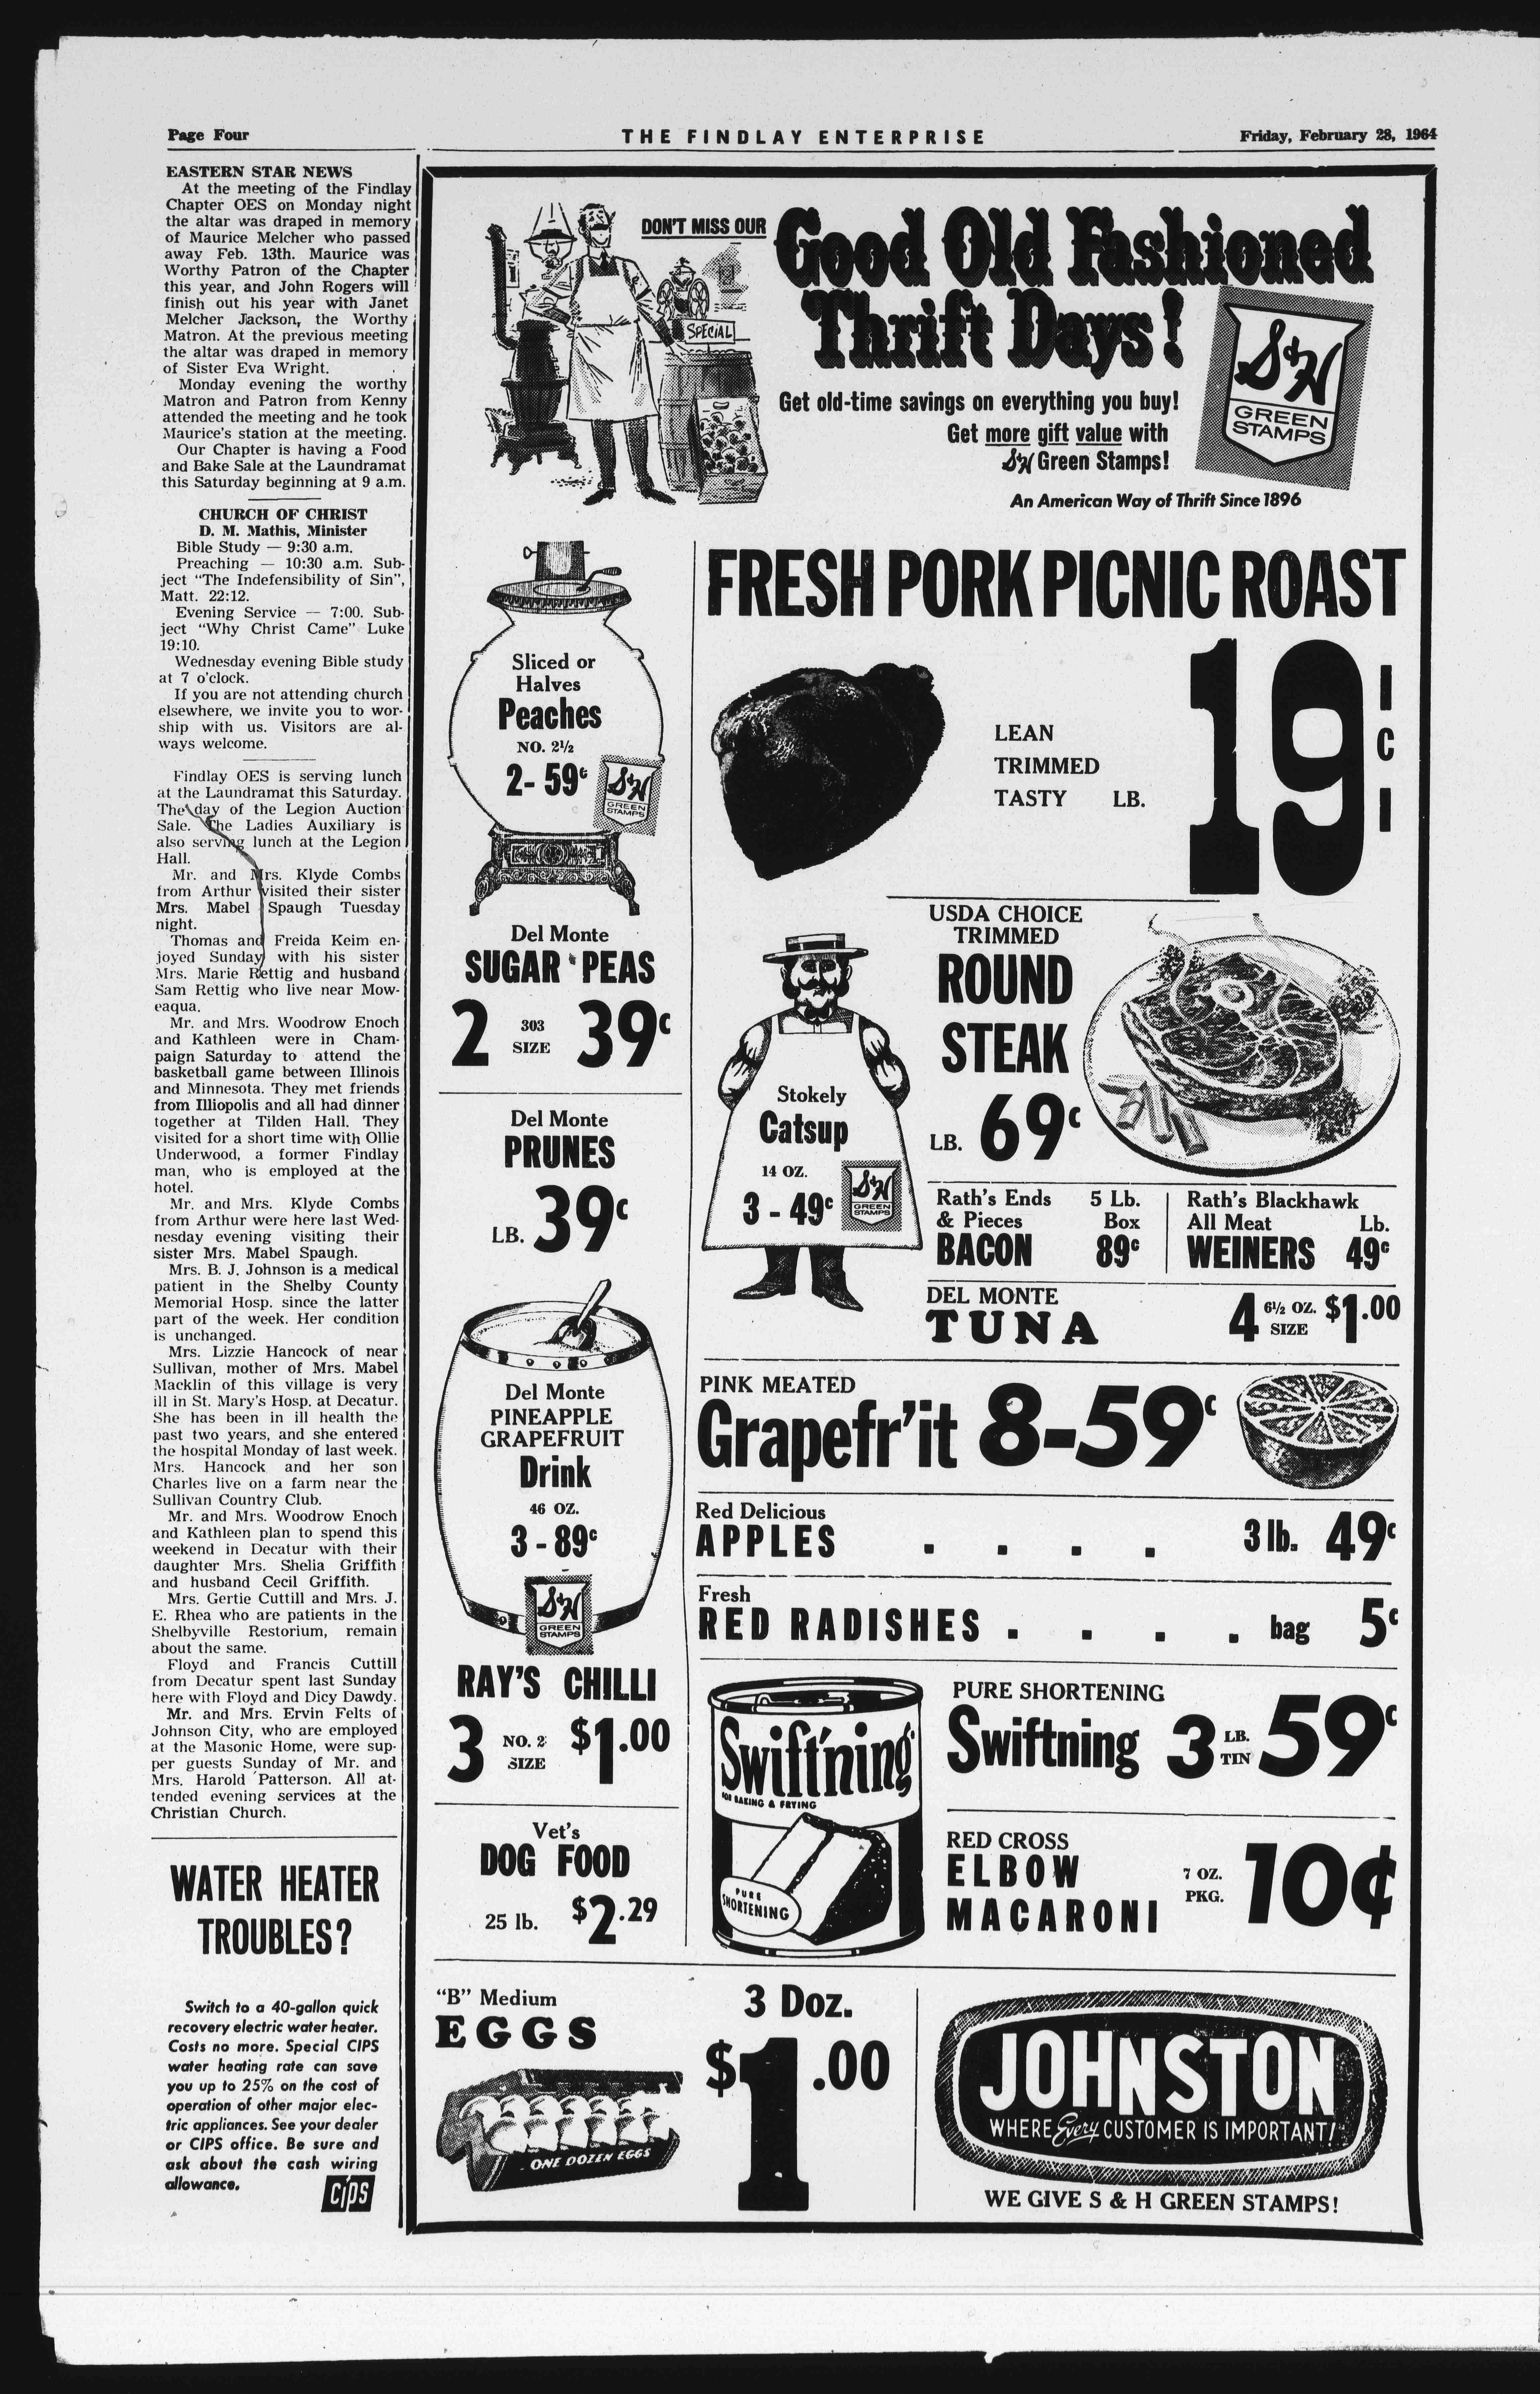 Page Four
THE FINDLAY ENTERPRISE
Friday, February 28, 1964
EASTERN STAR NEWS
At the meeting of the Findlay
Chapter OES on Monday night
the altar was draped in memory
of Maurice Melcher who passed
away Feb. 13th. Maurice was
Worthy Patron of the Chapter
this year, and John Rogers will
finish out his year with Janet
Melcher Jackson, the Worthy
Matron. At the previous meeting
the altar was draped in memory
of Sister Eva Wright.
Monday evening the worthy
Matron and Patron from Kenny
attended the meeting and he took
Maurice's station at the meeting.
Our Chapter is having a Food
and Bake Sale at the Laundramat
this Saturday beginning at 9 a.m.
CHURCH OF CHRIST
D. M. Mathis, Minister
Bible Study — 9:30 a.m.
Preaching — 10:30 a.m. Sub-
ject "The Indefensibility of Sin",
Matt. 22:12.
Evening Service — 7:00. Sub-
ject "Why Christ Came" Luke
19:10.
Wednesday evening Bible study
at 7 o'clock.
If you are not attending church
elsewhere, we invite you to wor-
ship with us. Visitors are al-
ways welcome.
Findlay OES is serving lunch
at the Laundramat this Saturday.
The day of the Legion Auction
Sale. The Ladies Auxiliary is
also serving lunch at the Legion
Hall.
Mr. and Mrs. Klyde Combs
from Arthur visited their sister
Mrs. Mabel Spaugh Tuesday
night.
Thomas and Freida Keim en-
joyed Sunday with his sister
Mrs. Marie Rettig and husband
Sam Rettig who live near Mow-
eaqua.
Mr. and Mrs. Woodrow Enoch
and Kathleen were in Cham-
paign Saturday to attend the
basketball game between Illinois
and Minnesota. They met friends
from Illiopolis and all had dinner
together at Tilden Hall. They
visited for a short time with Ollie
Underwood, a former Findlay
man, who is employed at the
hotel.
Mr. and Mrs. Klyde Combs
from Arthur were here last Wed-
nesday evening visiting their
sister Mrs. Mabel Spaugh.
Mrs. B. J. Johnson is a medical
patient in the Shelby County
Memorial Hosp. since the latter
part of the week. Her condition
is unchanged.
Mrs. Lizzie Hancock of near
Sullivan, mother of Mrs. Mabel
Macklin of this village is very
ill in St. Mary's Hosp. at Decatur.
She has been in ill health the
past two years, and she entered
the hospital Monday of last week.
Mrs. Hancock and her son
Charles live on a farm near the
Sullivan Country Club.
Mr. and Mrs. Woodrow Enoch
and Kathleen plan to spend this
weekend in Decatur with their
daughter Mrs. Shelia Griffith
and husband Cecil Griffith.
Mrs. Gertie Cuttill and Mrs. J.
E. Rhea who are patients in the
Shelbyville Restorium, remain
about the same.
Floyd and Francis Cuttill
from Decatur spent last Sunday
here with Floyd and Dicy Dawdy.
Mr. and Mrs. Ervin Felts of
Johnson City, who are employed
at the Masonic Home, were sup-
per guests Sunday of Mr. and
Mrs. Harold Patterson. All at-
tended evening services at the
Christian Church.
WATER HEATER
TROUBLES?
Switch to a 40-gallon quick
recovery electric water heater.
Costs no more. Special CIPS
water heating rate can save
you up to 25% on the cost of
operation of other major elec-
tric appliances. See your dealer
or CIPS office. Be sure and
ask about the cash wiring
allowance.
CIPS
DON'T MISS OUR
Good Old Fashioned
Thrift Days!
SPECIAL
Get old-time savings on everything you buy!
Get more gift value with
S&H Green Stamps!
S&H
GREEN
STAMPS
An American Way of Thrift Since 1896
Sliced or
Halves
Peaches
NO. 2½
2- 59¢
S&H
GREEN
STAMPS
Del Monte
SUGAR PEAS
2 303 SIZE 39¢
Del Monte
PRUNES
LB. 39¢
Del Monte
PINEAPPLE
GRAPEFRUIT
Drink
46 OZ.
3 - 89¢
S&H
GREEN
STAMPS
RAY'S CHILLI
3 NO. 2 SIZE $1.00
Vet's
DOG FOOD
25 lb. $2.29
FRESH PORK PICNIC ROAST
LEAN
TRIMMED
TASTY LB.
19¢
Stokely
Catsup
14 OZ.
3 - 49¢
S&H
GREEN
STAMPS
USDA CHOICE
TRIMMED
ROUND
STEAK
LB. 69¢
Rath's Ends 5 Lb.
& Pieces Box
BACON 89¢
Rath's Blackhawk
All Meat Lb.
WEINERS 49¢
DEL MONTE
TUNA 4 6½ OZ. SIZE $1.00
PINK MEATED
Grapefr'it 8-59¢
Red Delicious
APPLES . . . . 3 lb. 49¢
Fresh
RED RADISHES . . . . bag 5¢
Swift'ning
FOR BAKING & FRYING
PURE
SHORTENING
PURE SHORTENING
Swiftning 3 LB. TIN 59¢
RED CROSS
ELBOW
MACARONI 7 OZ. PKG. 10¢
"B" Medium
EGGS
ONE DOZEN EGGS
3 Doz.
$1.00
JOHNSTON
WHERE Every CUSTOMER IS IMPORTANT!
WE GIVE S & H GREEN STAMPS!